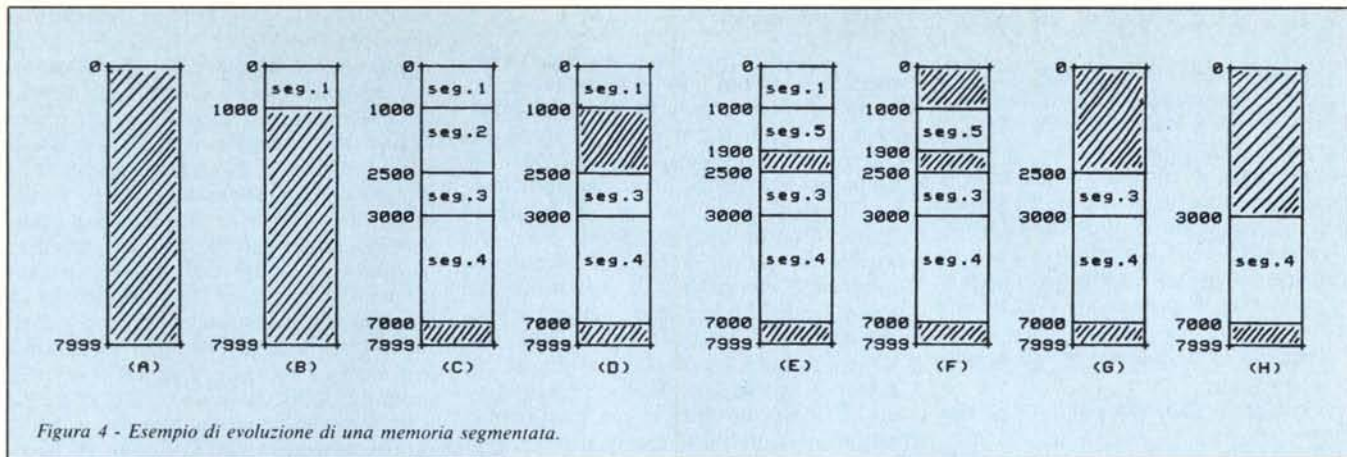 0
7999
(A)
0
seg.1
1000
7999
(B)
0
seg.1
1000
seg.2
2500
seg.3
3000
seg.4
7000
7999
(C)
0
seg.1
1000
2500
seg.3
3000
seg.4
7000
7999
(D)
0
seg.1
1000
seg.5
1900
2500
seg.3
3000
seg.4
7000
7999
(E)
0
1000
seg.5
1900
2500
seg.3
3000
seg.4
7000
7999
(F)
0
2500
seg.3
3000
seg.4
7000
7999
(G)
0
3000
seg.4
7000
7999
(H)
Figura 4 - Esempio di evoluzione di una memoria segmentata.